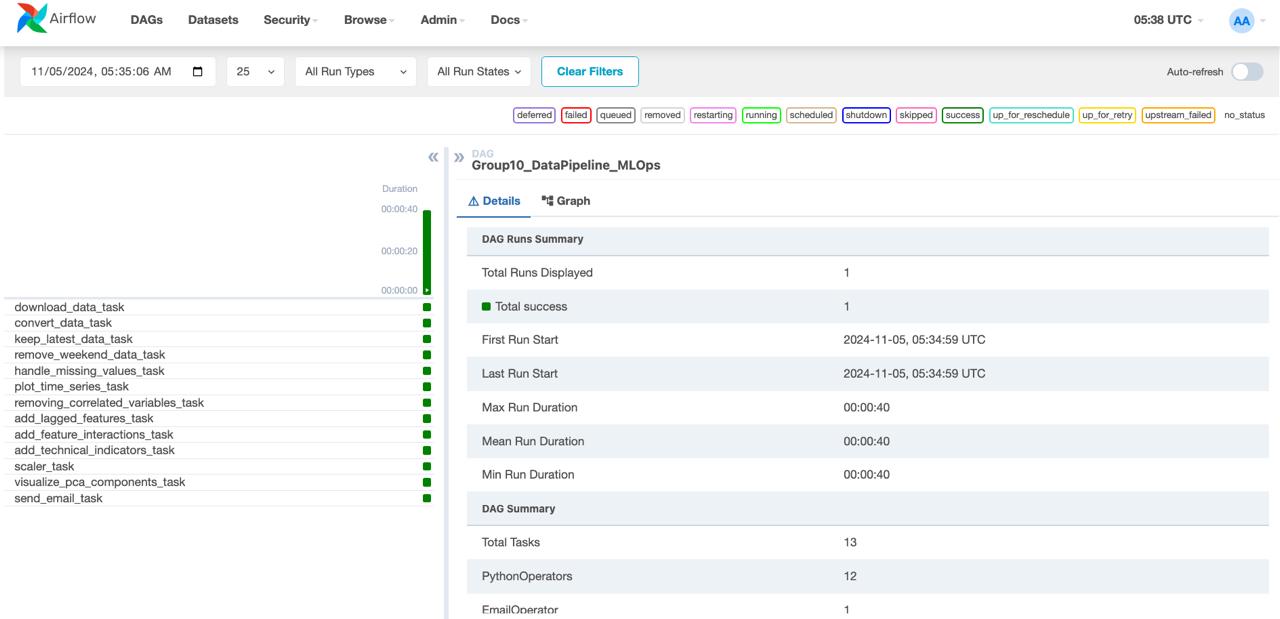 Airflow DAGs Datasets Security Browse Admin Docs 05:38 UTC AA
11/05/2024, 05:35:06 AM 25 All Run Types All Run States Clear Filters Auto-refresh
deferred failed queued removed restarting running scheduled shutdown skipped success up_for_reschedule up_for_retry upstream_failed no_status
DAG
Group10_DataPipeline_MLOps
Details Graph
Duration
00:00:40
00:00:20
00:00:00
download_data_task
convert_data_task
keep_latest_data_task
remove_weekend_data_task
handle_missing_values_task
plot_time_series_task
removing_correlated_variables_task
add_lagged_features_task
add_feature_interactions_task
add_technical_indicators_task
scaler_task
visualize_pca_components_task
send_email_task
DAG Runs Summary
Total Runs Displayed 1
Total success 1
First Run Start 2024-11-05, 05:34:59 UTC
Last Run Start 2024-11-05, 05:34:59 UTC
Max Run Duration 00:00:40
Mean Run Duration 00:00:40
Min Run Duration 00:00:40
DAG Summary
Total Tasks 13
PythonOperators 12
EmailOperator 1